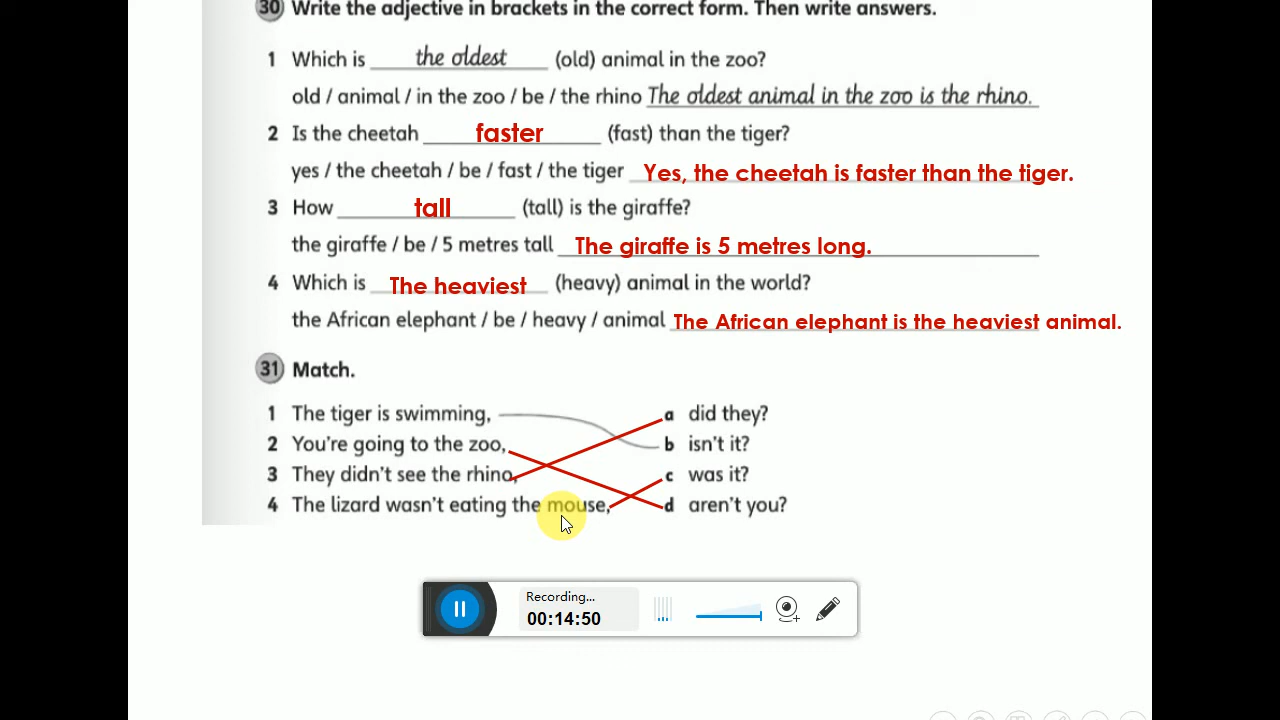 30 Write the adjective in brackets in the correct form. Then write answers.
1 Which is the oldest (old) animal in the zoo?
old / animal / in the zoo / be / the rhino The oldest animal in the zoo is the rhino.
2 Is the cheetah faster (fast) than the tiger?
yes / the cheetah / be / fast / the tiger Yes, the cheetah is faster than the tiger.
3 How tall (tall) is the giraffe?
the giraffe / be / 5 metres tall The giraffe is 5 metres long.
4 Which is The heaviest (heavy) animal in the world?
the African elephant / be / heavy / animal The African elephant is the heaviest animal.
31 Match.
1 The tiger is swimming, a did they?
2 You're going to the zoo, b isn't it?
3 They didn't see the rhino, c was it?
4 The lizard wasn't eating the mouse, d aren't you?
Recording...
00:14:50